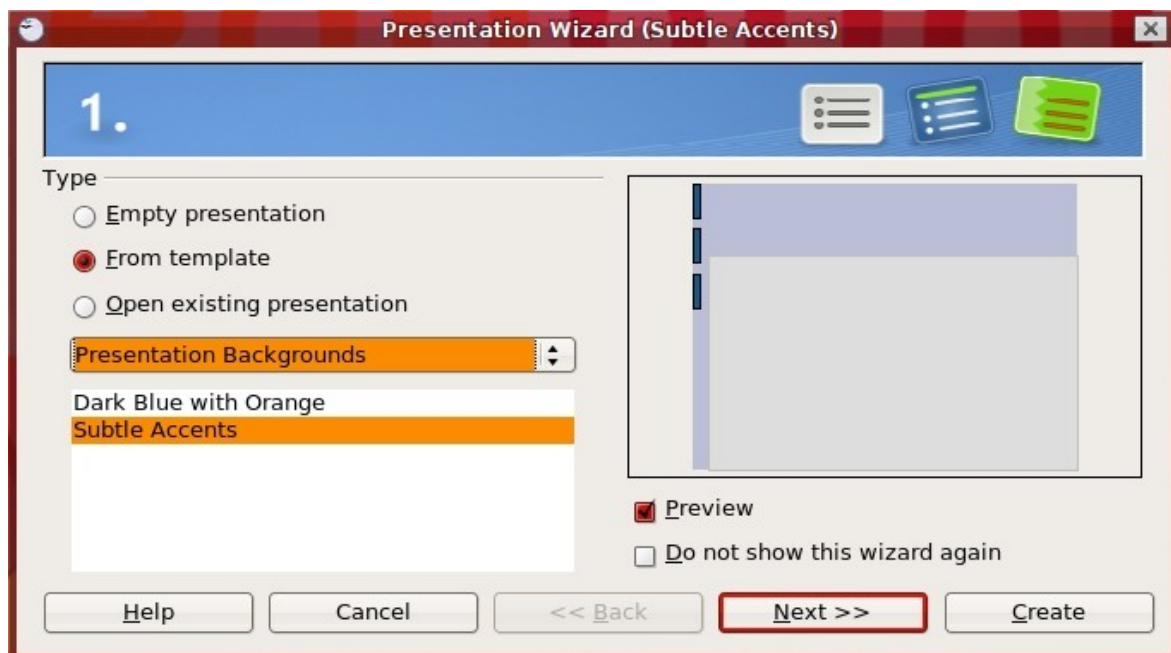 Presentation Wizard (Subtle Accents)
1.
Type
Empty presentation
From template
Open existing presentation
Presentation Backgrounds
Dark Blue with Orange
Subtle Accents
Preview
Do not show this wizard again
Help Cancel << Back Next >> Create